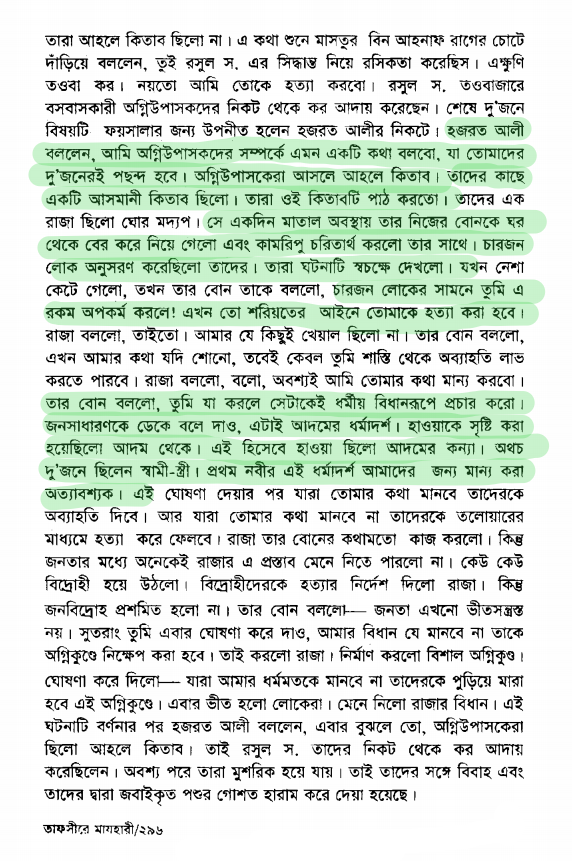 তারা আহলে কিতাব ছিলো না। এ কথা শুনে মাসতুর বিন আহনাফ রাগের চোটে
দাঁড়িয়ে বললেন, তুই রসুল স. এর সিদ্ধান্ত নিয়ে রসিকতা করেছিস। এক্ষুণি
তওবা কর। নয়তো আমি তোকে হত্যা করবো। রসুল স. তওবাজারে
বসবাসকারী অগ্নিউপাসকদের নিকট থেকে কর আদায় করেছেন। শেষে দু'জনে
বিষয়টি ফয়সালার জন্য উপনীত হলেন হজরত আলীর নিকটে। হজরত আলী
বললেন, আমি অগ্নিউপাসকদের সম্পর্কে এমন একটি কথা বলবো, যা তোমাদের
দু'জনেরই পছন্দ হবে। অগ্নিউপাসকেরা আসলে আহলে কিতাব। তাদের কাছে
একটি আসমানী কিতাব ছিলো। তারা ওই কিতাবটি পাঠ করতো। তাদের এক
রাজা ছিলো ঘোর মদ্যপ। সে একদিন মাতাল অবস্থায় তার নিজের বোনকে ঘর
থেকে বের করে নিয়ে গেলো এবং কামরিপু চরিতার্থ করলো তার সাথে। চারজন
লোক অনুসরণ করেছিলো তাদের। তারা ঘটনাটি স্বচক্ষে দেখলো। যখন নেশা
কেটে গেলো, তখন তার বোন তাকে বললো, চারজন লোকের সামনে তুমি এ
রকম অপকর্ম করলে! এখন তো শরিয়তের আইনে তোমাকে হত্যা করা হবে।
রাজা বললো, তাইতো। আমার যে কিছুই খেয়াল ছিলো না। তার বোন বললো,
এখন আমার কথা যদি শোনো, তবেই কেবল তুমি শাস্তি থেকে অব্যাহতি লাভ
করতে পারবে। রাজা বললো, বলো, অবশ্যই আমি তোমার কথা মান্য করবো।
তার বোন বললো, তুমি যা করলে সেটাকেই ধর্মীয় বিধানরূপে প্রচার করো।
জনসাধারণকে ডেকে বলে দাও, এটাই আদমের ধর্মাদর্শ। হাওয়াকে সৃষ্টি করা
হয়েছিলো আদম থেকে। এই হিসেবে হাওয়া ছিলো আদমের কন্যা। অথচ
দু'জনে ছিলেন স্বামী-স্ত্রী। প্রথম নবীর এই ধর্মাদর্শ আমাদের জন্য মান্য করা
অত্যাবশ্যক। এই ঘোষণা দেয়ার পর যারা তোমার কথা মানবে তাদেরকে
অব্যাহতি দিবে। আর যারা তোমার কথা মানবে না তাদেরকে তলোয়ারের
মাধ্যমে হত্যা করে ফেলবে। রাজা তার বোনের কথামতো কাজ করলো। কিন্তু
জনতার মধ্যে অনেকেই রাজার এ প্রস্তাব মেনে নিতে পারলো না। কেউ কেউ
বিদ্রোহী হয়ে উঠলো। বিদ্রোহীদেরকে হত্যার নির্দেশ দিলো রাজা। কিন্তু
জনবিদ্রোহ প্রশমিত হলো না। তার বোন বললো— জনতা এখনো ভীতসন্ত্রস্ত
নয়। সুতরাং তুমি এবার ঘোষণা করে দাও, আমার বিধান যে মানবে না তাকে
অগ্নিকুণ্ডে নিক্ষেপ করা হবে। তাই করলো রাজা। নির্মাণ করলো বিশাল অগ্নিকুণ্ড।
ঘোষণা করে দিলো— যারা আমার ধর্মমতকে মানবে না তাদেরকে পুড়িয়ে মারা
হবে এই অগ্নিকুণ্ডে। এবার ভীত হলো লোকেরা। মেনে নিলো রাজার বিধান। এই
ঘটনাটি বর্ণনার পর হজরত আলী বললেন, এবার বুঝলে তো, অগ্নিউপাসকেরা
ছিলো আহলে কিতাব। তাই রসুল স. তাদের নিকট থেকে কর আদায়
করেছিলেন। অবশ্য পরে তারা মুশরিক হয়ে যায়। তাই তাদের সঙ্গে বিবাহ এবং
তাদের দ্বারা জবাইকৃত পশুর গোশত হারাম করে দেয়া হয়েছে।
তাফসীরে মাযহারী/২৯৬